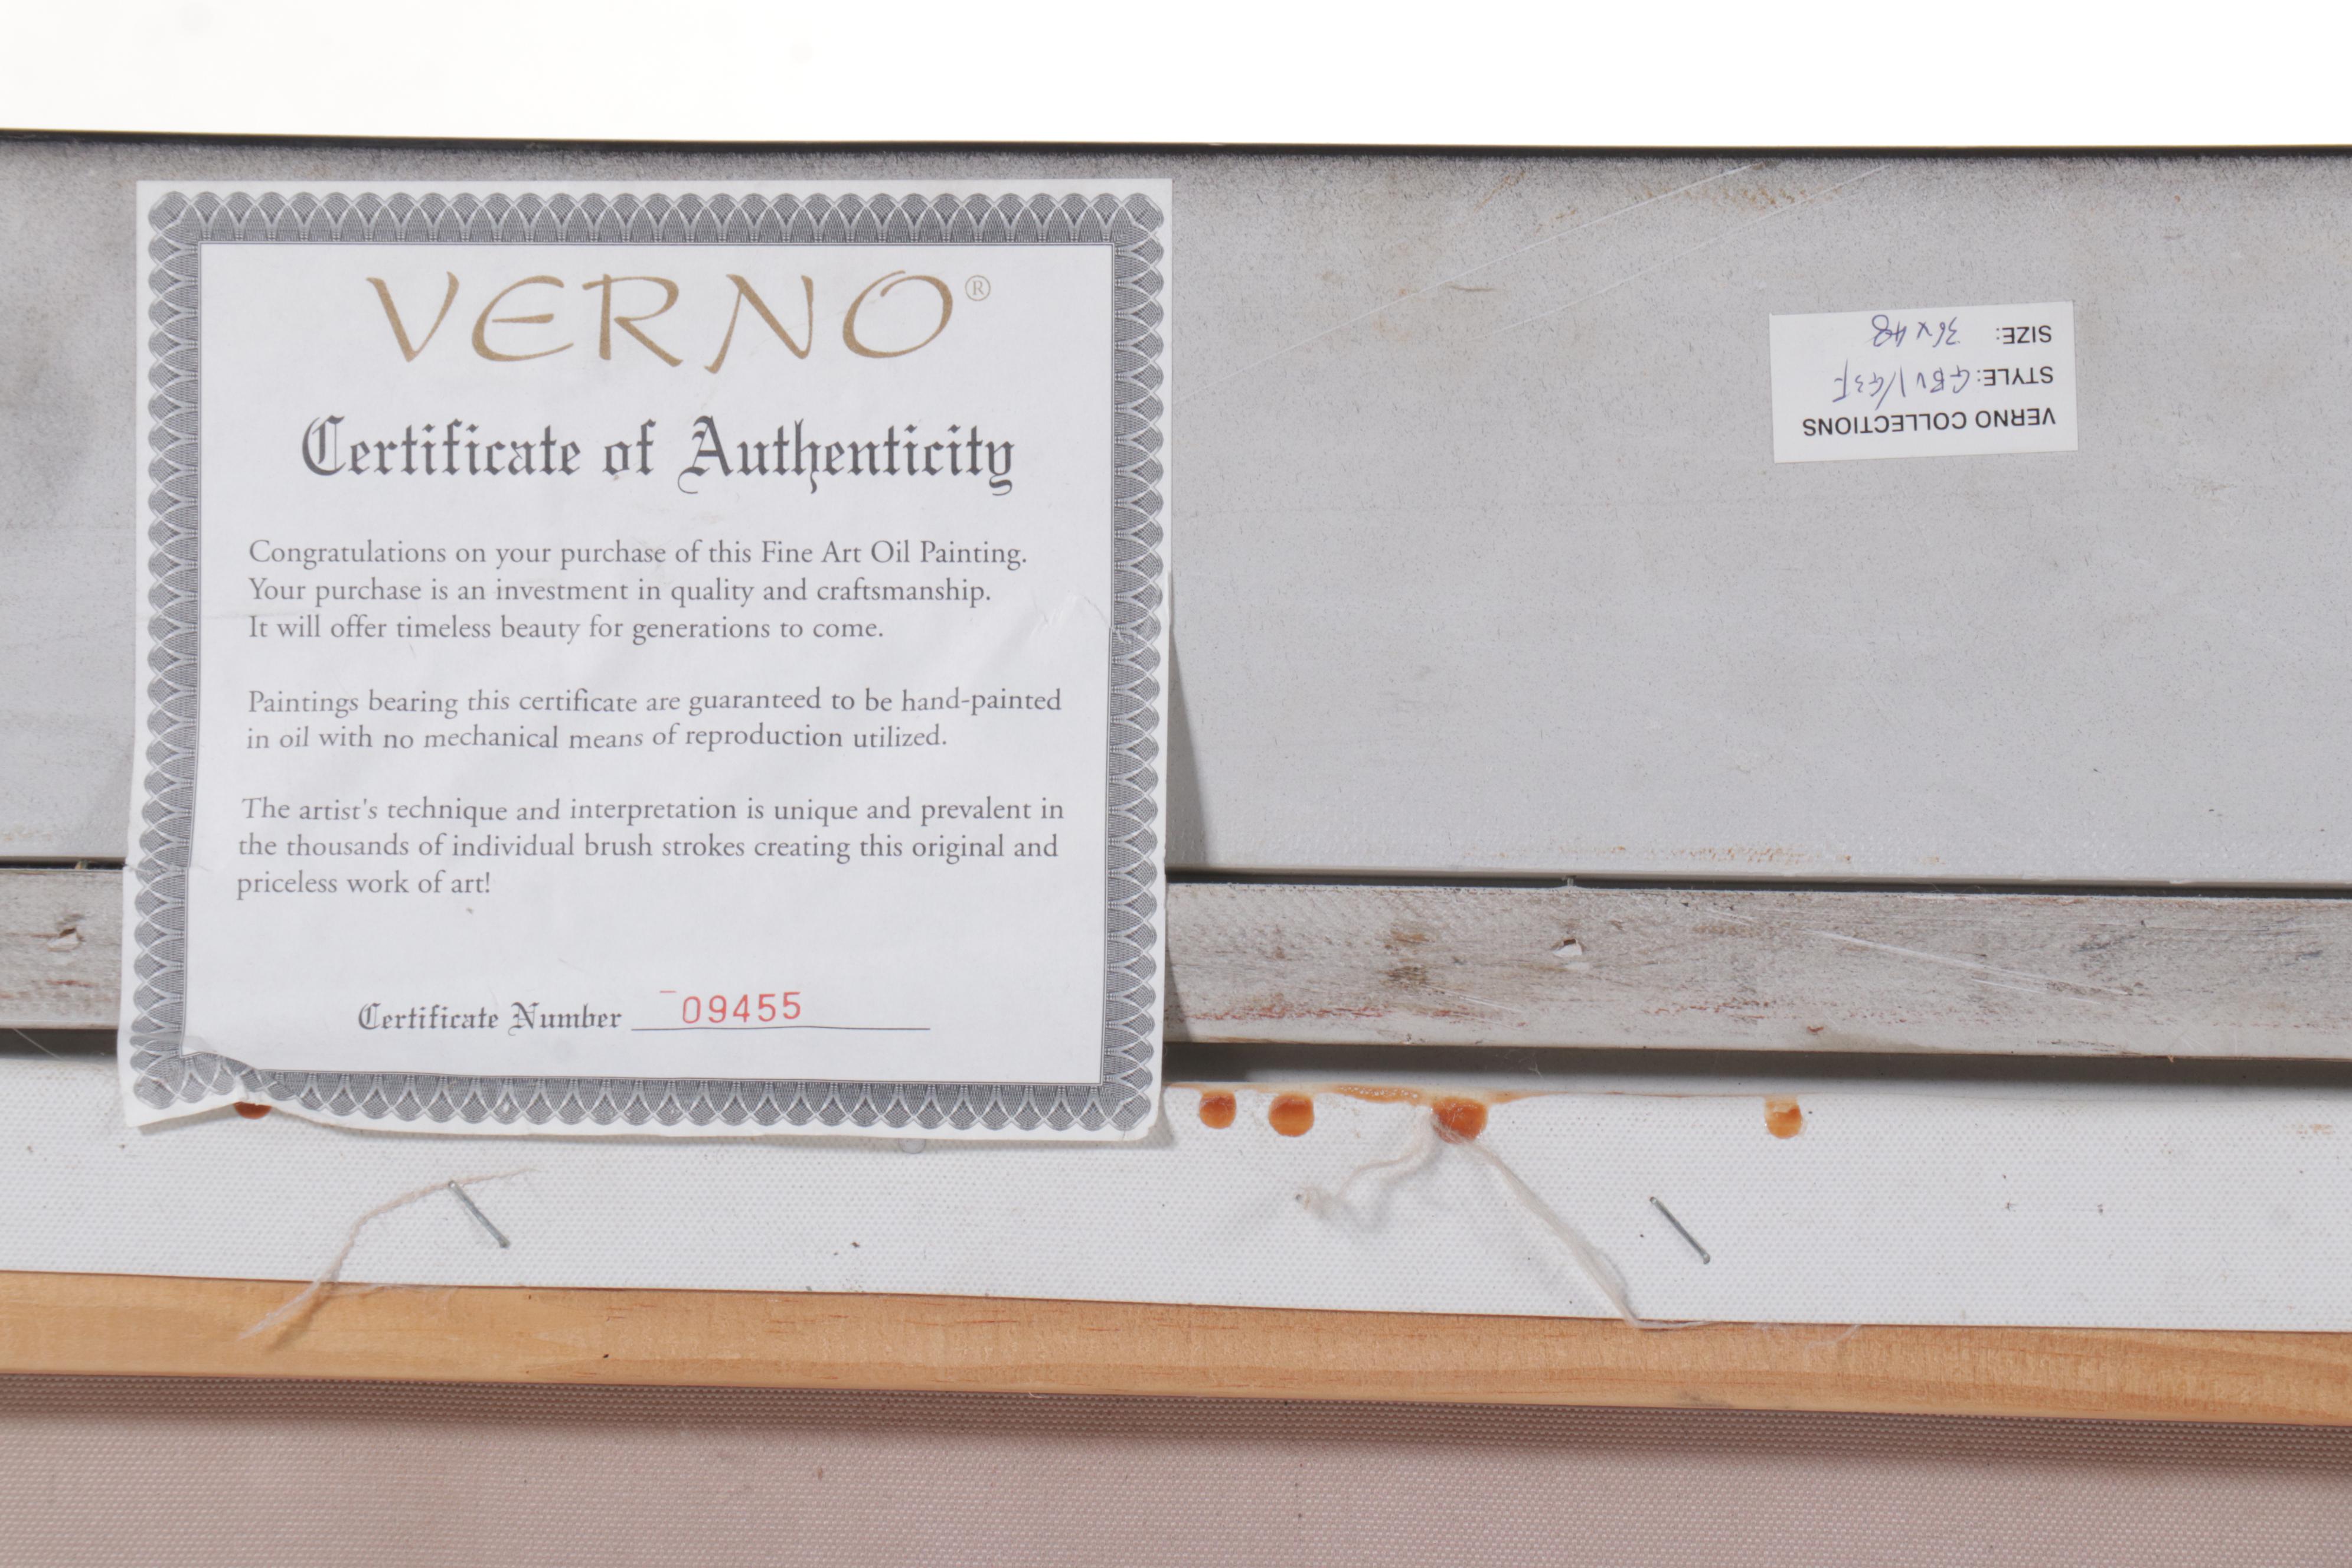 VERNO®
Certificate of Authenticity
Congratulations on your purchase of this Fine Art Oil Painting.
Your purchase is an investment in quality and craftsmanship.
It will offer timeless beauty for generations to come.
Paintings bearing this certificate are guaranteed to be hand-painted
in oil with no mechanical means of reproduction utilized.
The artist's technique and interpretation is unique and prevalent in
the thousands of individual brush strokes creating this original and
priceless work of art!
Certificate Number 09455
VERNO COLLECTIONS
STYLE:
SIZE: 36x48